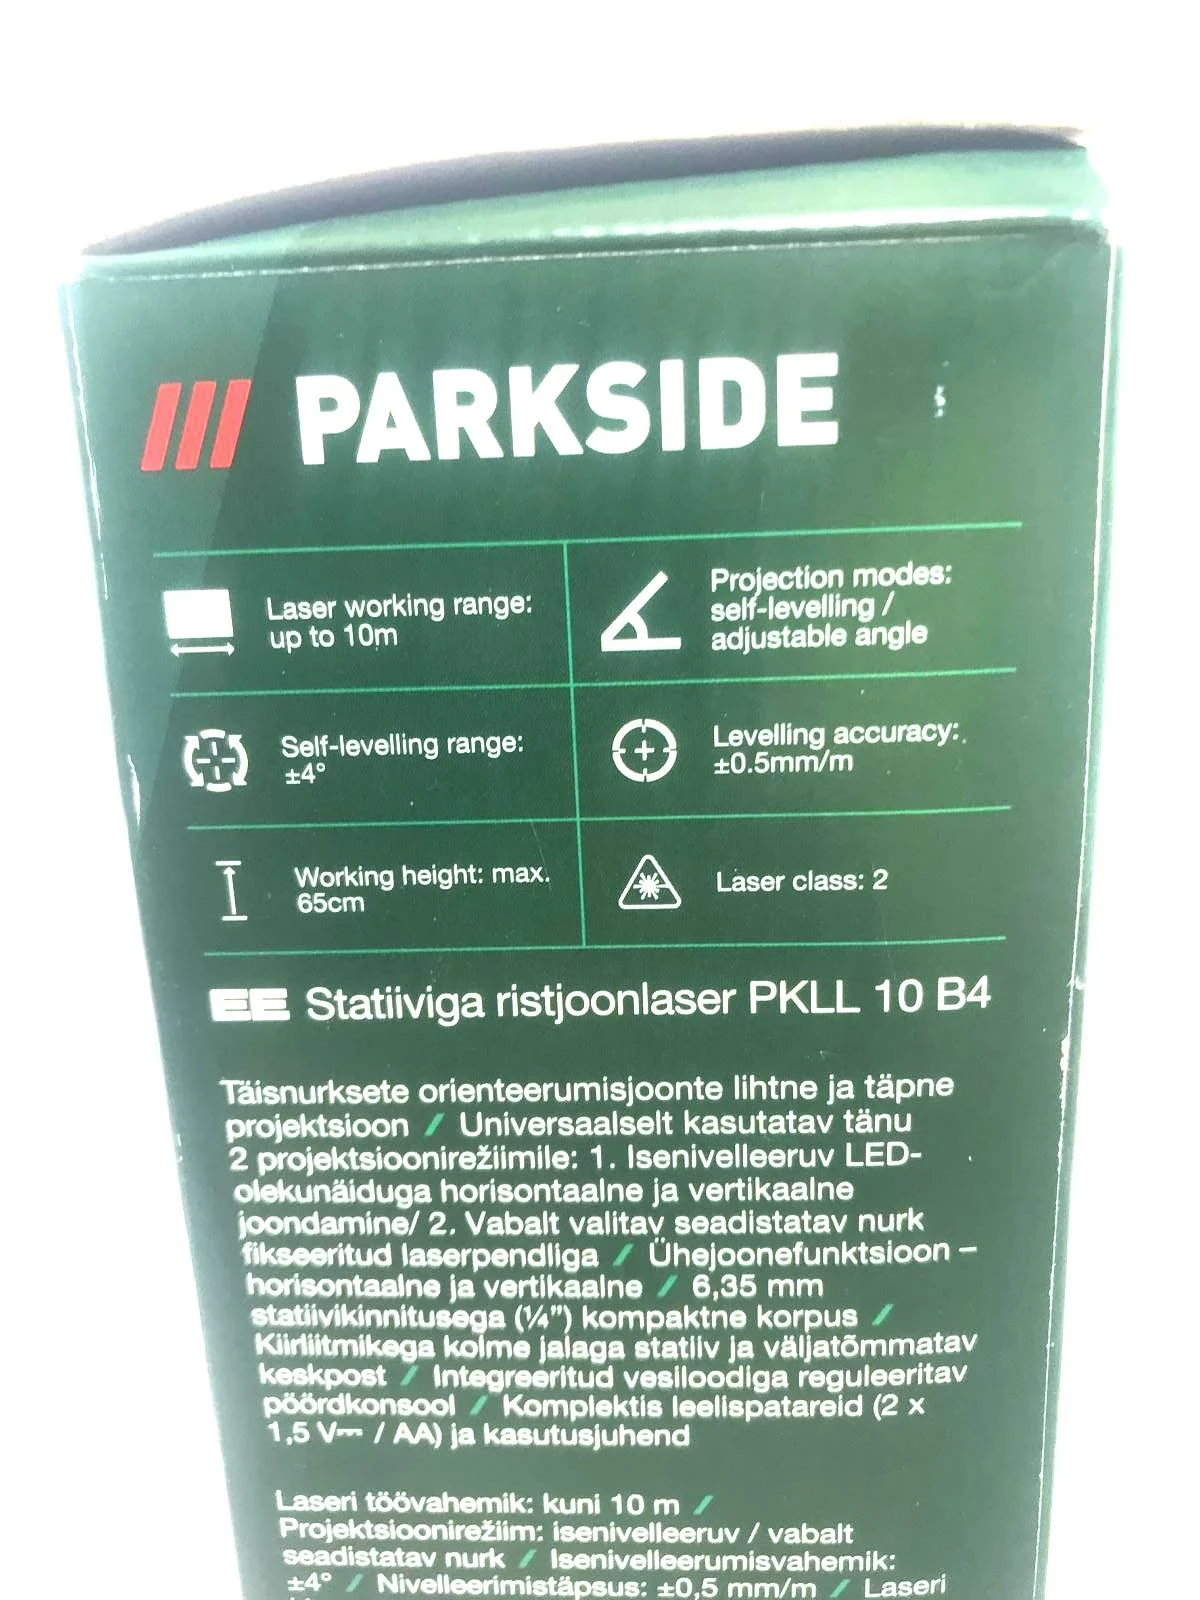 PARKSIDE
Laser working range:
up to 10m
Projection modes:
self-levelling /
adjustable angle
Self-levelling range:
±4°
Levelling accuracy:
±0.5mm/m
Working height: max.
65cm
Laser class: 2
EE Statiiviga ristjoonlaser PKLL 10 B4
Täisnurksete orienteerumisjoonte lihtne ja täpne
projektsioon / Universaalselt kasutatav tänu
2 projektsioonirežiimile: 1. Isenivelleeruv LED-
olekunäiduga horisontaalne ja vertikaalne
joondamine/ 2. Vabalt valitav seadistatav nurk
fikseeritud laserpendliga / Ühejoonefunktsioon –
horisontaalne ja vertikaalne / 6,35 mm
statiivikinnitusega (¼") kompaktne korpus /
Kiirliitmikega kolme jalaga statiiv ja väljatõmmatav
keskpost / Integreeritud vesiloodiga reguleeritav
pöördkonsool / Komplektis leelispatareid (2 x
1,5 V⎓ / AA) ja kasutusjuhend
Laseri töövahemik: kuni 10 m /
Projektsioonirežiim: isenivelleeruv / vabalt
seadistatav nurk / Isenivelleerumisvahemik:
±4° / Nivelleerimistäpsus: ±0,5 mm/m / Laseri